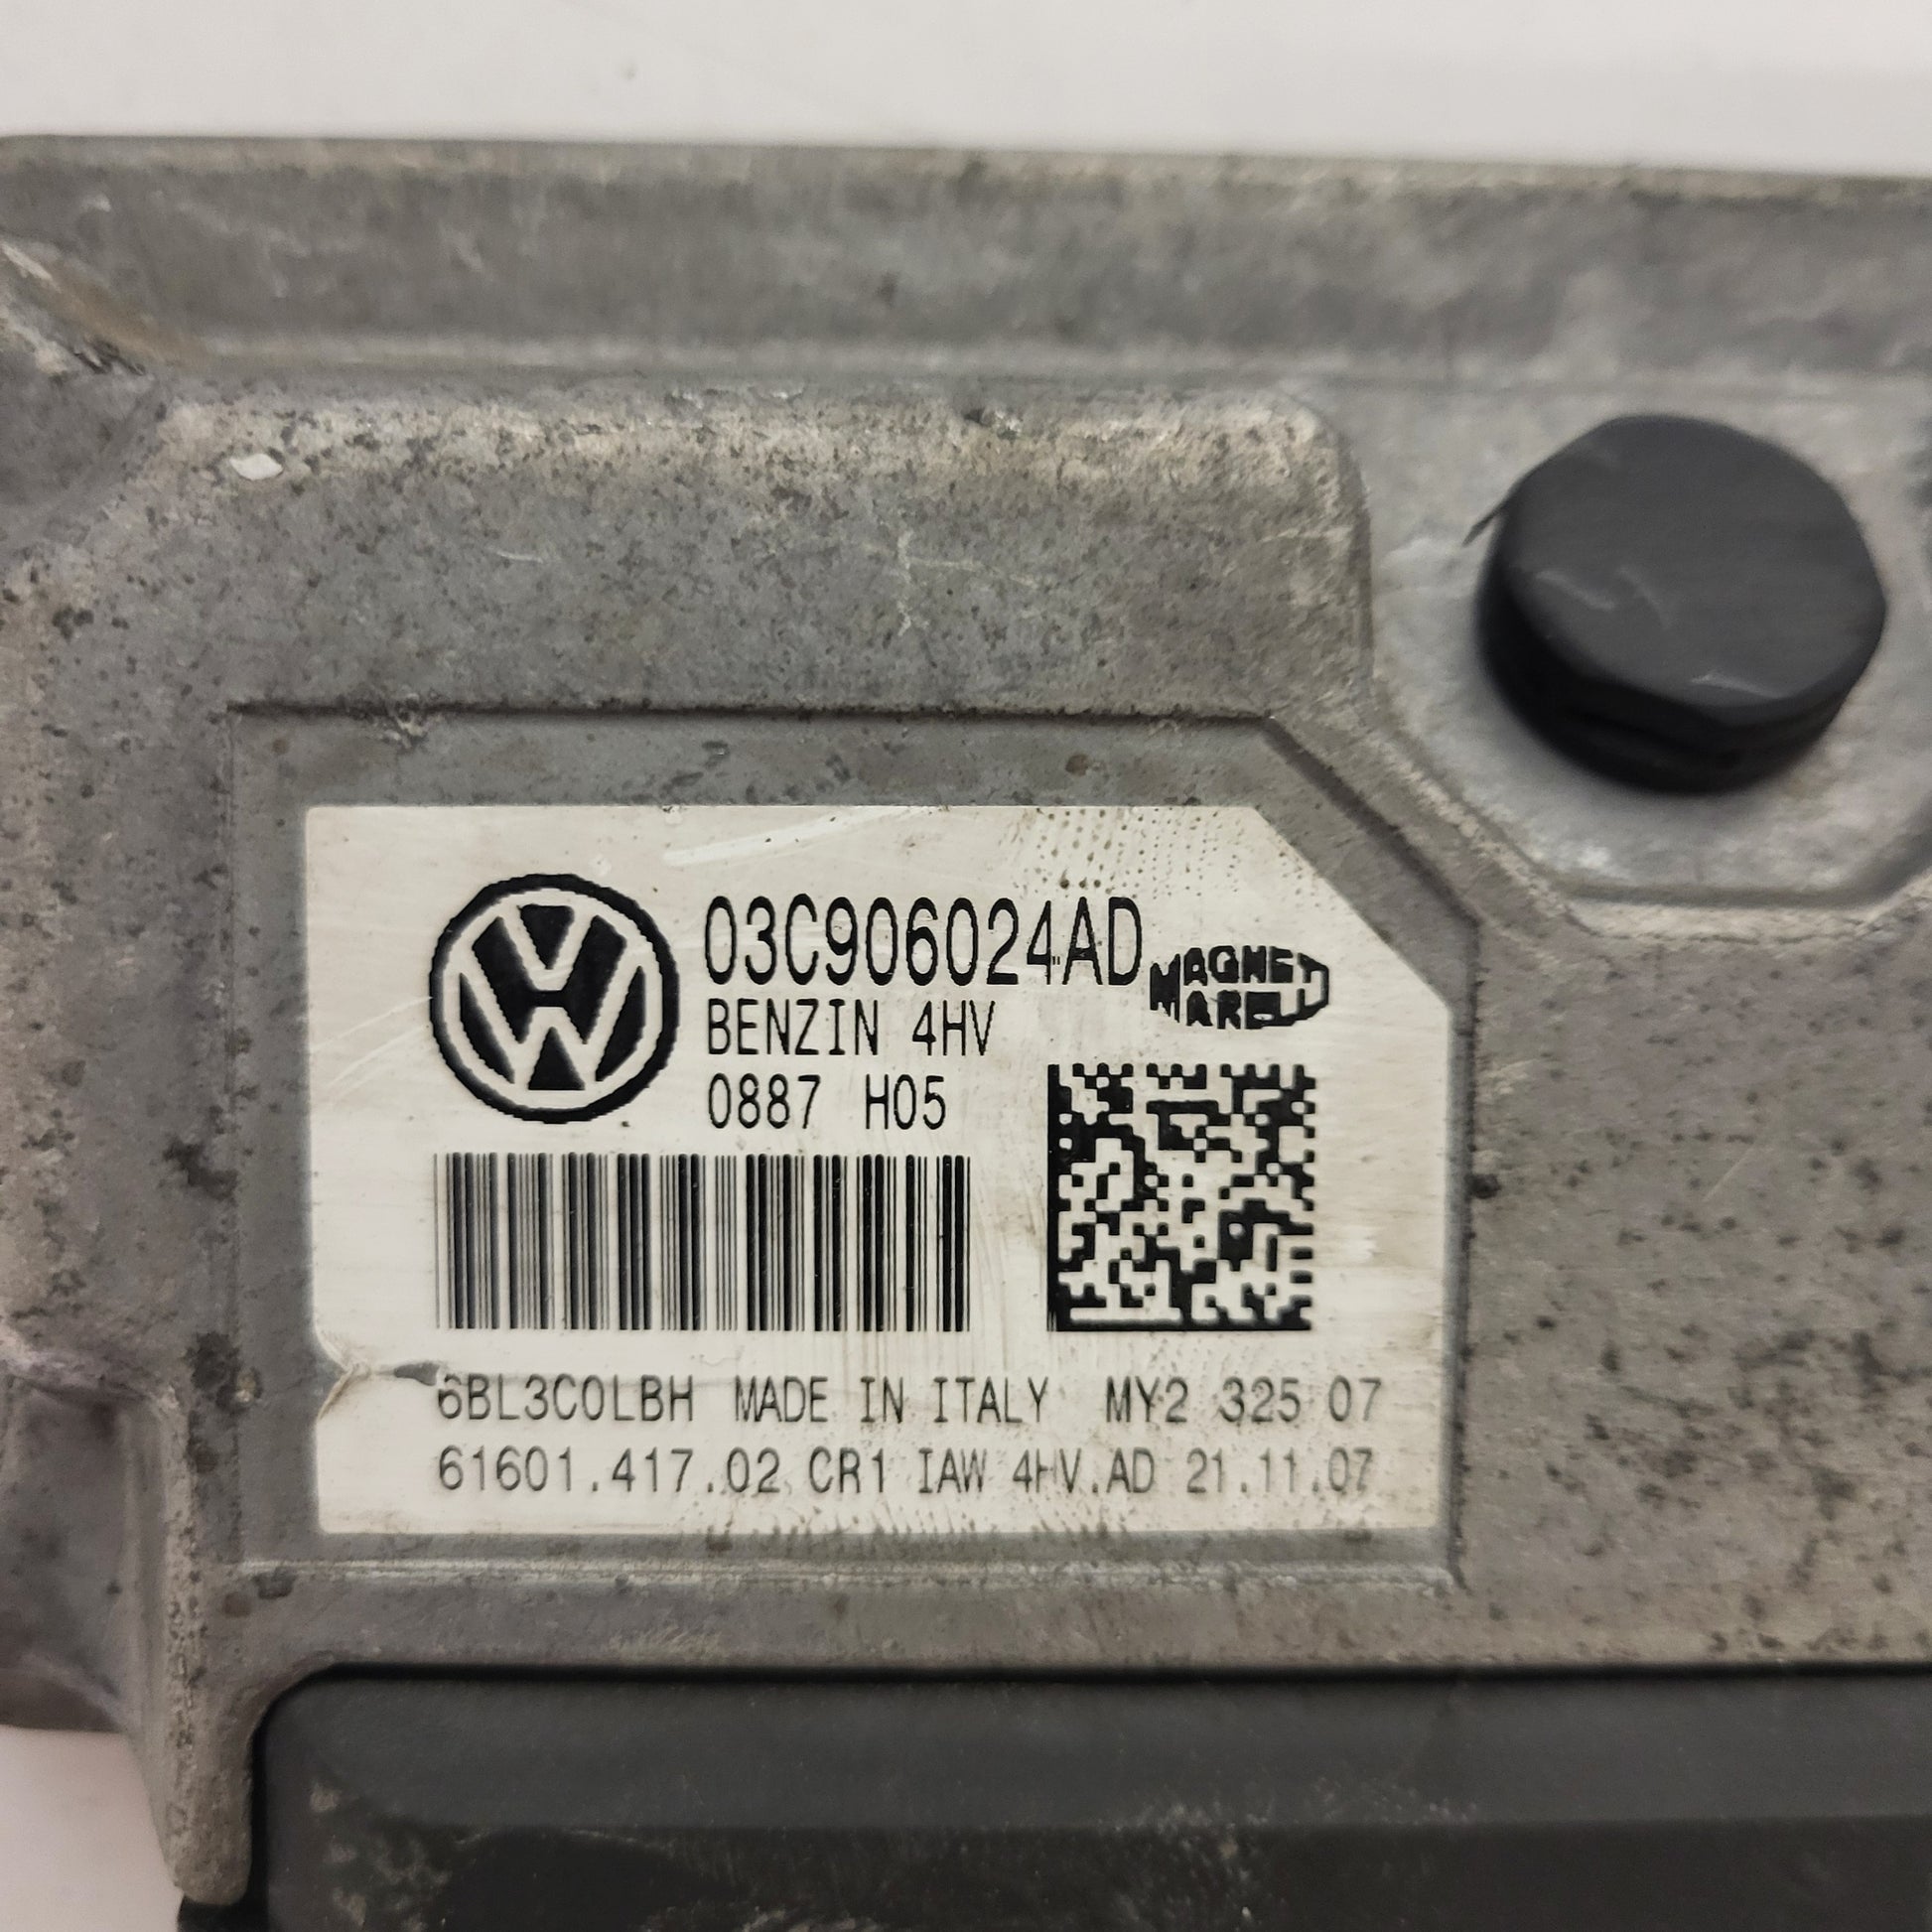 03C906024AD
MAGNETI
MARELLI
BENZIN 4HV
0887 H05
6BL3C0LBH MADE IN ITALY MY2 325 07
61601.417.02 CR1 IAW 4HV.AD 21.11.07